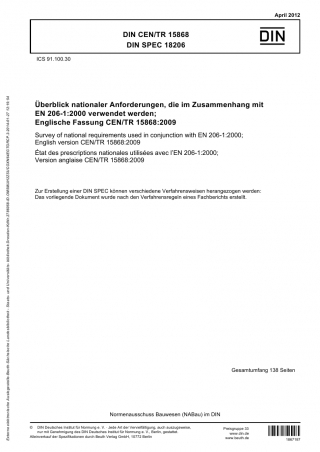 April 2012
DIN CEN/TR 15868
DIN SPEC 18206
DIN
ICS 91.100.30
Überblick nationaler Anforderungen, die im Zusammenhang mit
EN 206-1:2000 verwendet werden;
Englische Fassung CEN/TR 15868:2009
Survey of national requirements used in conjunction with EN 206-1:2000;
English version CEN/TR 15868:2009
État des prescriptions nationales utilisées avec l'EN 206-1:2000;
Version anglaise CEN/TR 15868:2009
Zur Erstellung einer DIN SPEC können verschiedene Verfahrensweisen herangezogen werden:
Das vorliegende Dokument wurde nach den Verfahrensregeln eines Fachberichts erstellt.
Gesamtumfang 138 Seiten
Normenausschuss Bauwesen (NABau) im DIN
© DIN Deutsches Institut für Normung e. V. · Jede Art der Vervielfältigung, auch auszugsweise,
nur mit Genehmigung des DIN Deutsches Institut für Normung e. V., Berlin, gestattet.
Alleinverkauf der Spezifikationen durch Beuth Verlag GmbH, 10772 Berlin
Preisgruppe 33
www.din.de
www.beuth.de